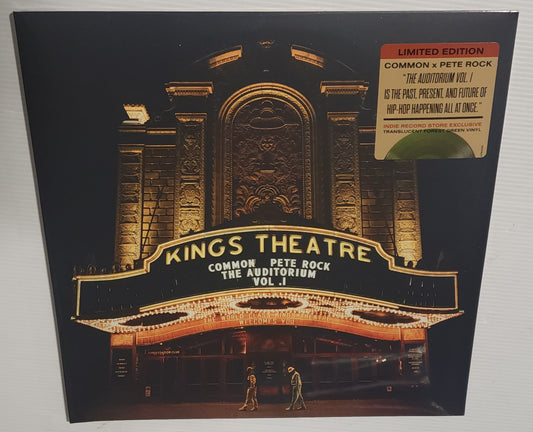 LIMITED EDITION
COMMON x PETE ROCK
"THE AUDITORIUM VOL. 1
IS THE PAST, PRESENT, AND FUTURE OF
HIP-HOP HAPPENING ALL AT ONCE."
INDIE RECORD STORE EXCLUSIVE
TRANSLUCENT FOREST GREEN VINYL
KINGS THEATRE
COMMON PETE ROCK
THE AUDITORIUM
VOL .1
WELCOMES YOU